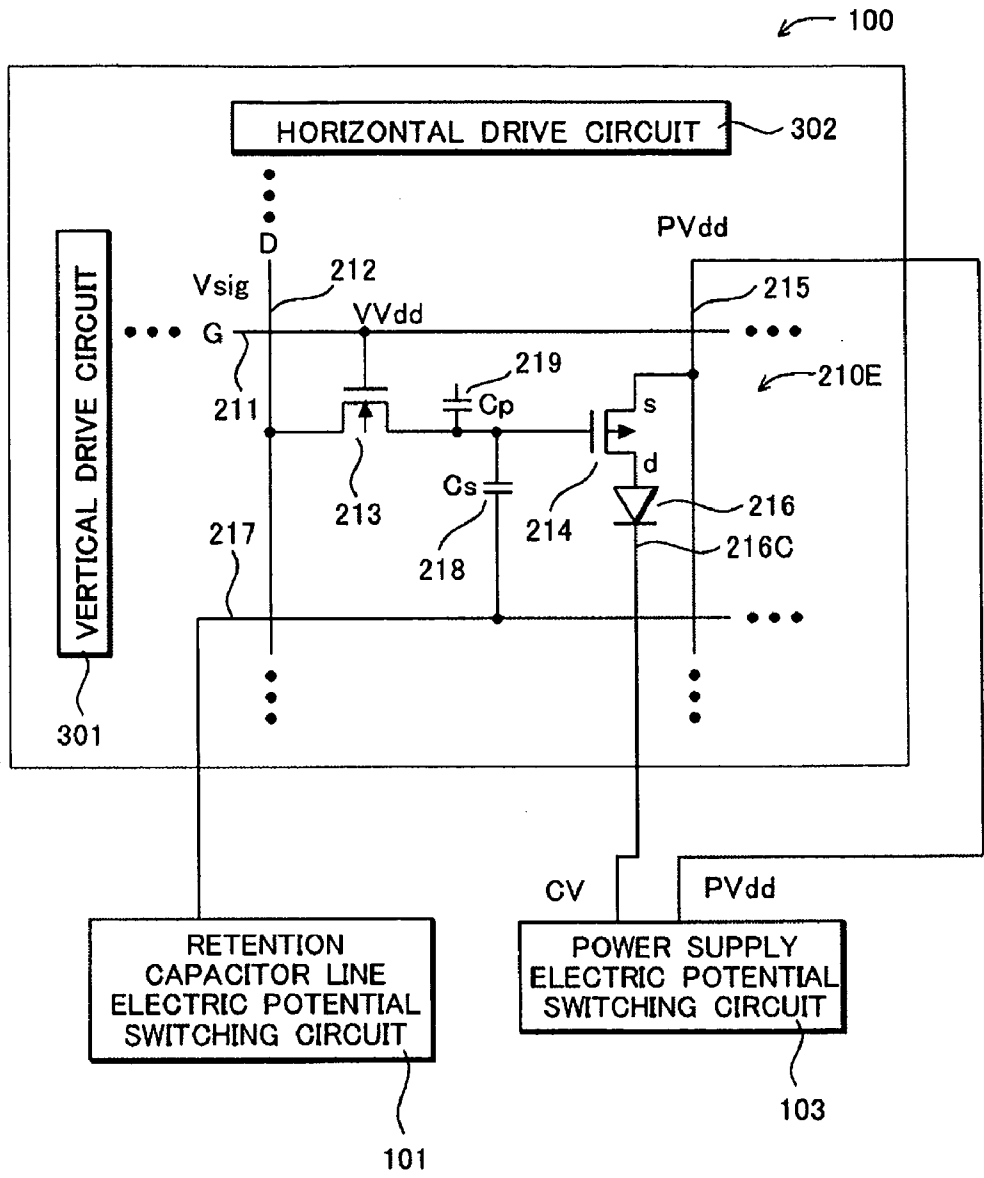 100
HORIZONTAL DRIVE CIRCUIT
302
D
PVdd
Vsig
212
VVdd
215
VERTICAL DRIVE CIRCUIT
G
211
219
Cp
s
210E
d
Cs
213
214
216
217
218
216C
301
CV
PVdd
RETENTION
CAPACITOR LINE
ELECTRIC POTENTIAL
SWITCHING CIRCUIT
POWER SUPPLY
ELECTRIC POTENTIAL
SWITCHING CIRCUIT
103
101